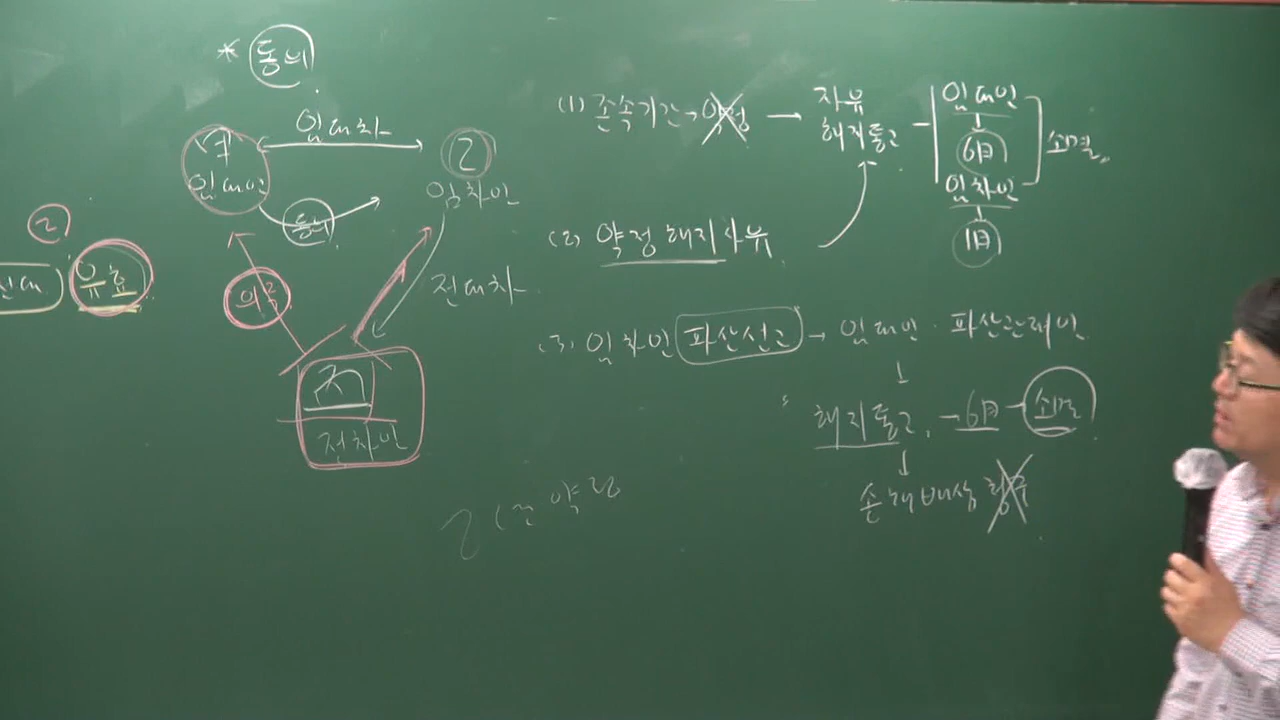 * 동의
임대차
갑
임대인
을
임차인
동의
2
유효
의무
전대차
병
전차인
(1) 존속기간 → 약정 → 자유
해지통고
임대인
6月
임차인
1月
소멸
(2) 약정해지사유
(3) 임차인 파산선고 → 임대인 · 파산관재인
해지통고 → 6月 → 소멸
손해배상 청구